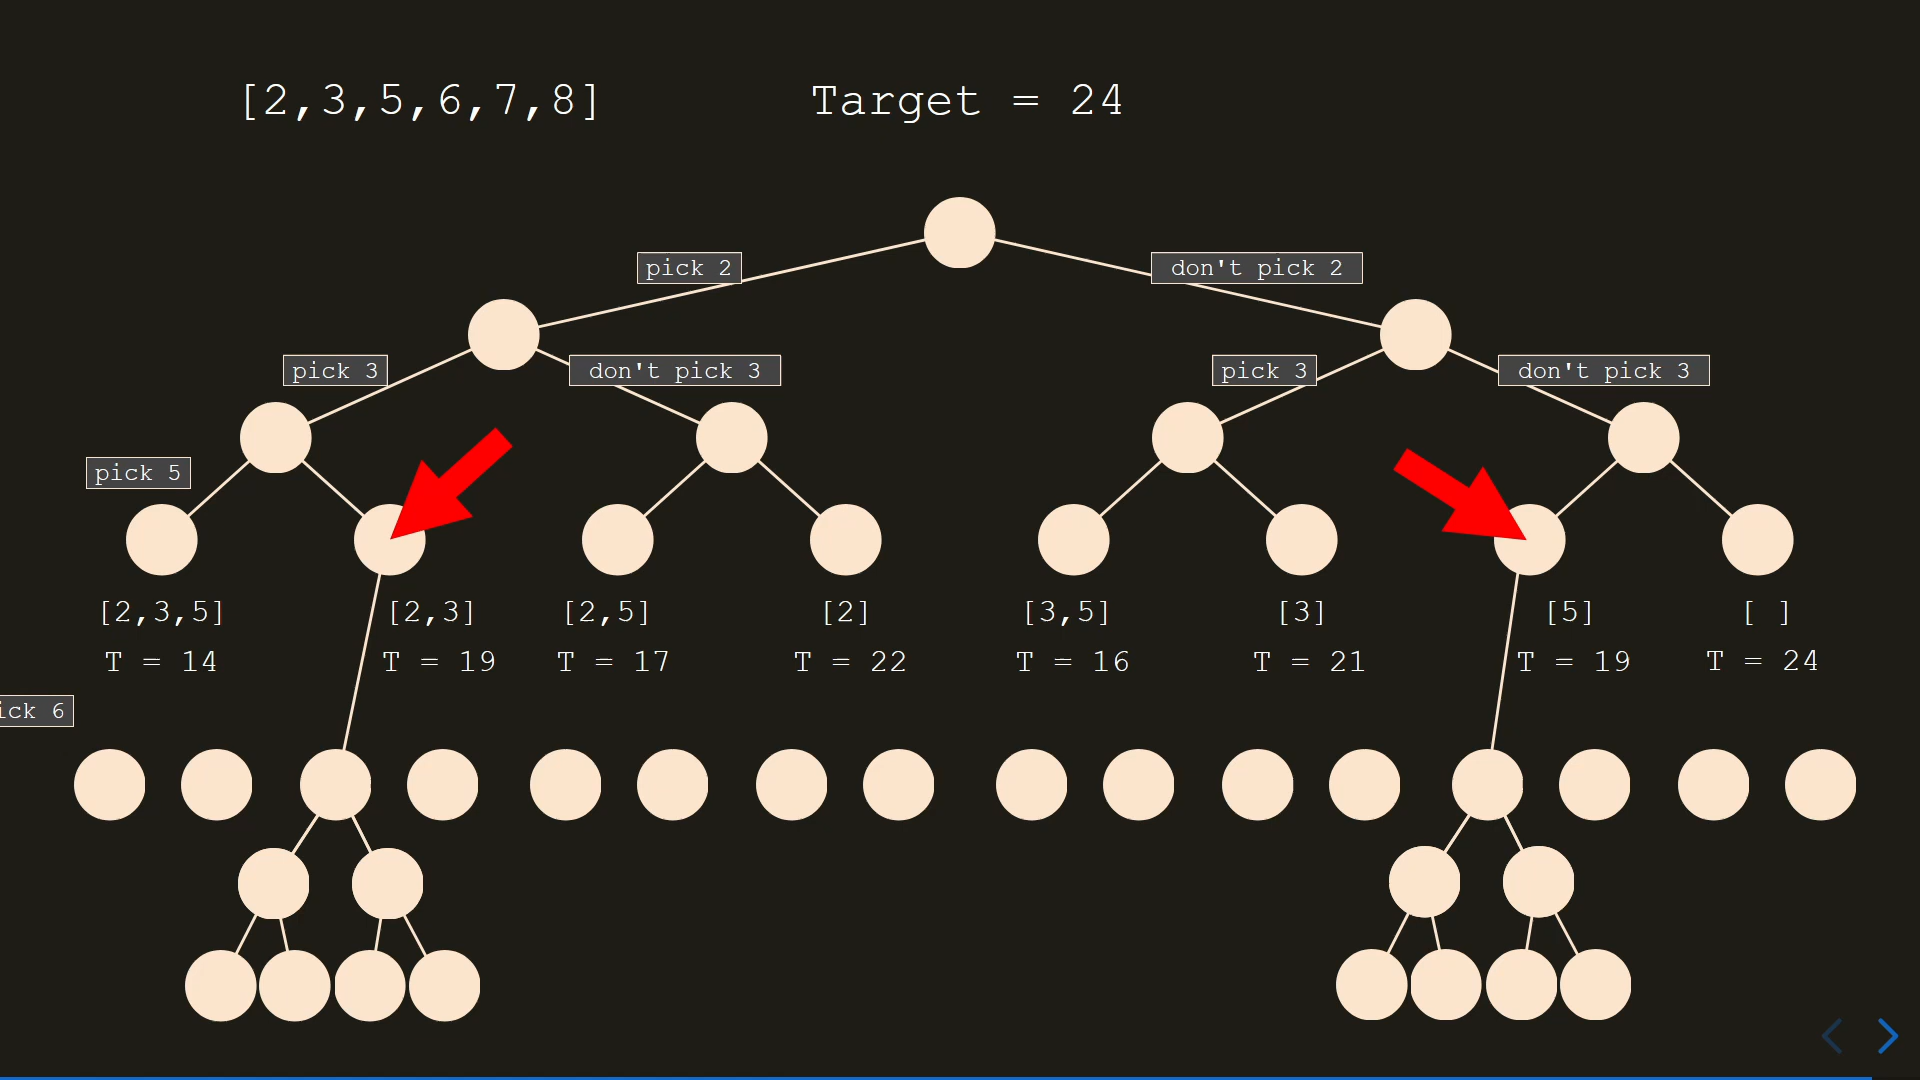 [2,3,5,6,7,8]
Target = 24
pick 2
don't pick 2
pick 3
don't pick 3
pick 3
don't pick 3
pick 5
[2,3,5]
[2,3]
[2,5]
[2]
[3,5]
[3]
[5]
[ ]
T = 14
T = 19
T = 17
T = 22
T = 16
T = 21
T = 19
T = 24
ick 6